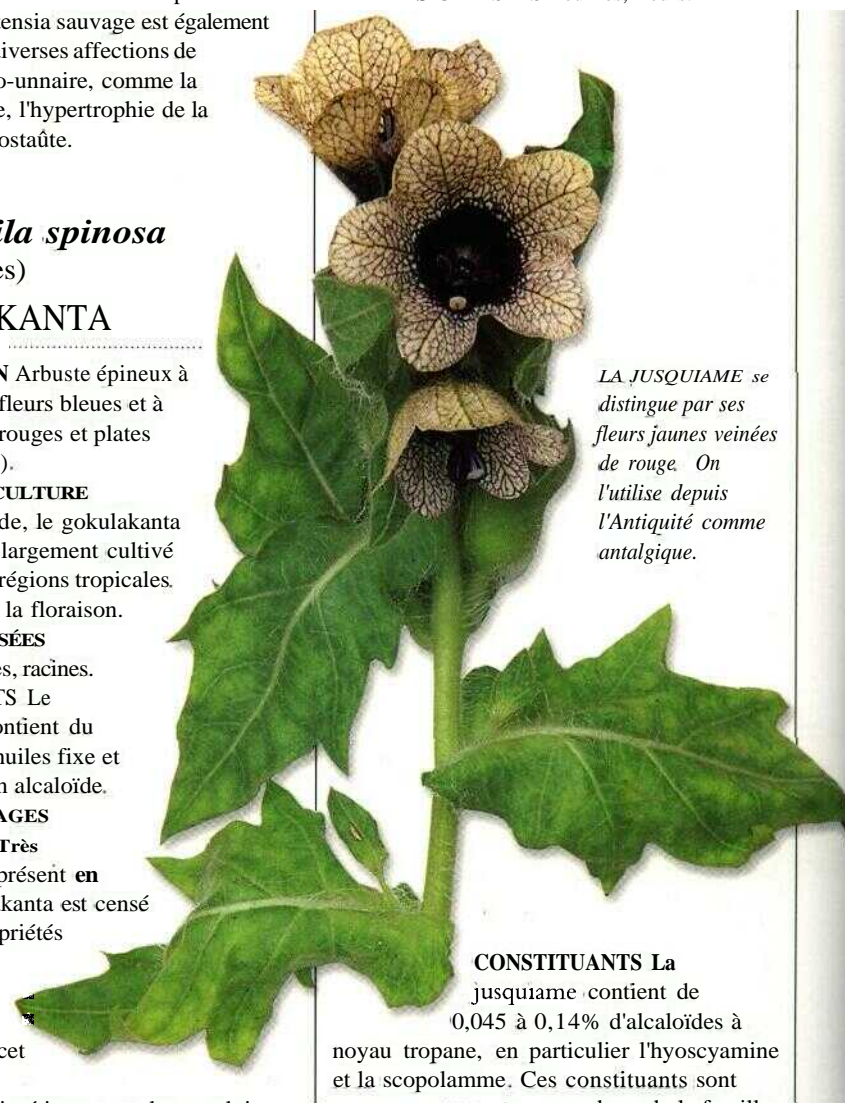 tensia sauvage est également
diverses affections de
o-unnaire, comme la
e, l'hypertrophie de la
ostaûte.
ila spinosa
es)
KANTA
N Arbuste épineux à
fleurs bleues et à
rouges et plates
).
CULTURE
de, le gokulakanta
largement cultivé
régions tropicales.
la floraison.
SÉES
es, racines.
TS Le
ontient du
huiles fixe et
n alcaloïde.
AGES
Très
présent en
kanta est censé
priétés
cet
LA JUSQUIAME se
distingue par ses
fleurs jaunes veinées
de rouge. On
l'utilise depuis
l'Antiquité comme
antalgique.
CONSTITUANTS La
jusquiame contient de
0,045 à 0,14% d'alcaloïdes à
noyau tropane, en particulier l'hyoscyamine
et la scopolamme. Ces constituants sont